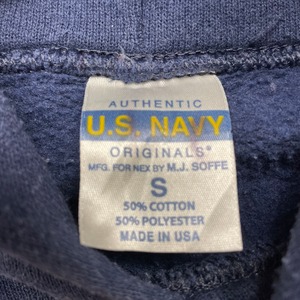 AUTHENTIC
U.S. NAVY
ORIGINALS®
MFG. FOR NEX BY M.J. SOFFE
S
50% COTTON
50% POLYESTER
MADE IN USA